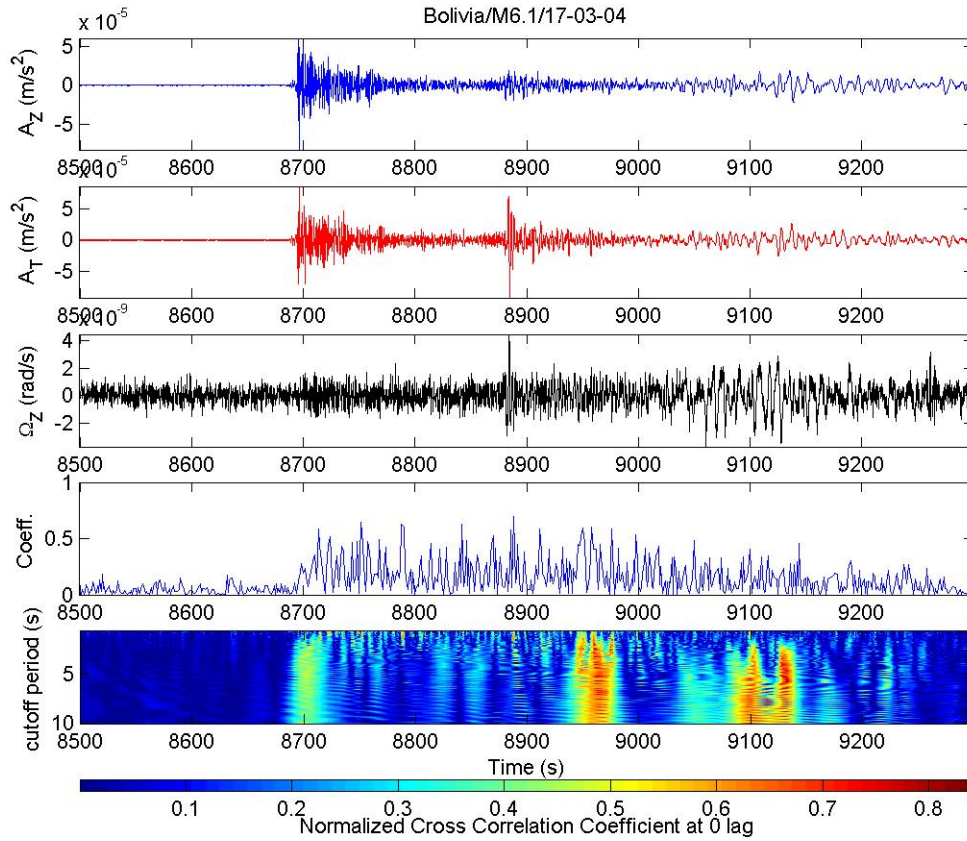 Bolivia/M6.1/17-03-04
x 10⁻⁵
5
0
-5
A_Z (m/s²)
8500 8600 8700 8800 8900 9000 9100 9200
x 10⁻⁵
5
0
-5
A_T (m/s²)
8500 8600 8700 8800 8900 9000 9100 9200
x 10⁻⁹
4
2
0
-2
Ω_Z (rad/s)
8500 8600 8700 8800 8900 9000 9100 9200
1
0.5
0
Coeff.
8500 8600 8700 8800 8900 9000 9100 9200
5
10
cutoff period (s)
8500 8600 8700 8800 8900 9000 9100 9200
Time (s)
0.1 0.2 0.3 0.4 0.5 0.6 0.7 0.8
Normalized Cross Correlation Coefficient at 0 lag